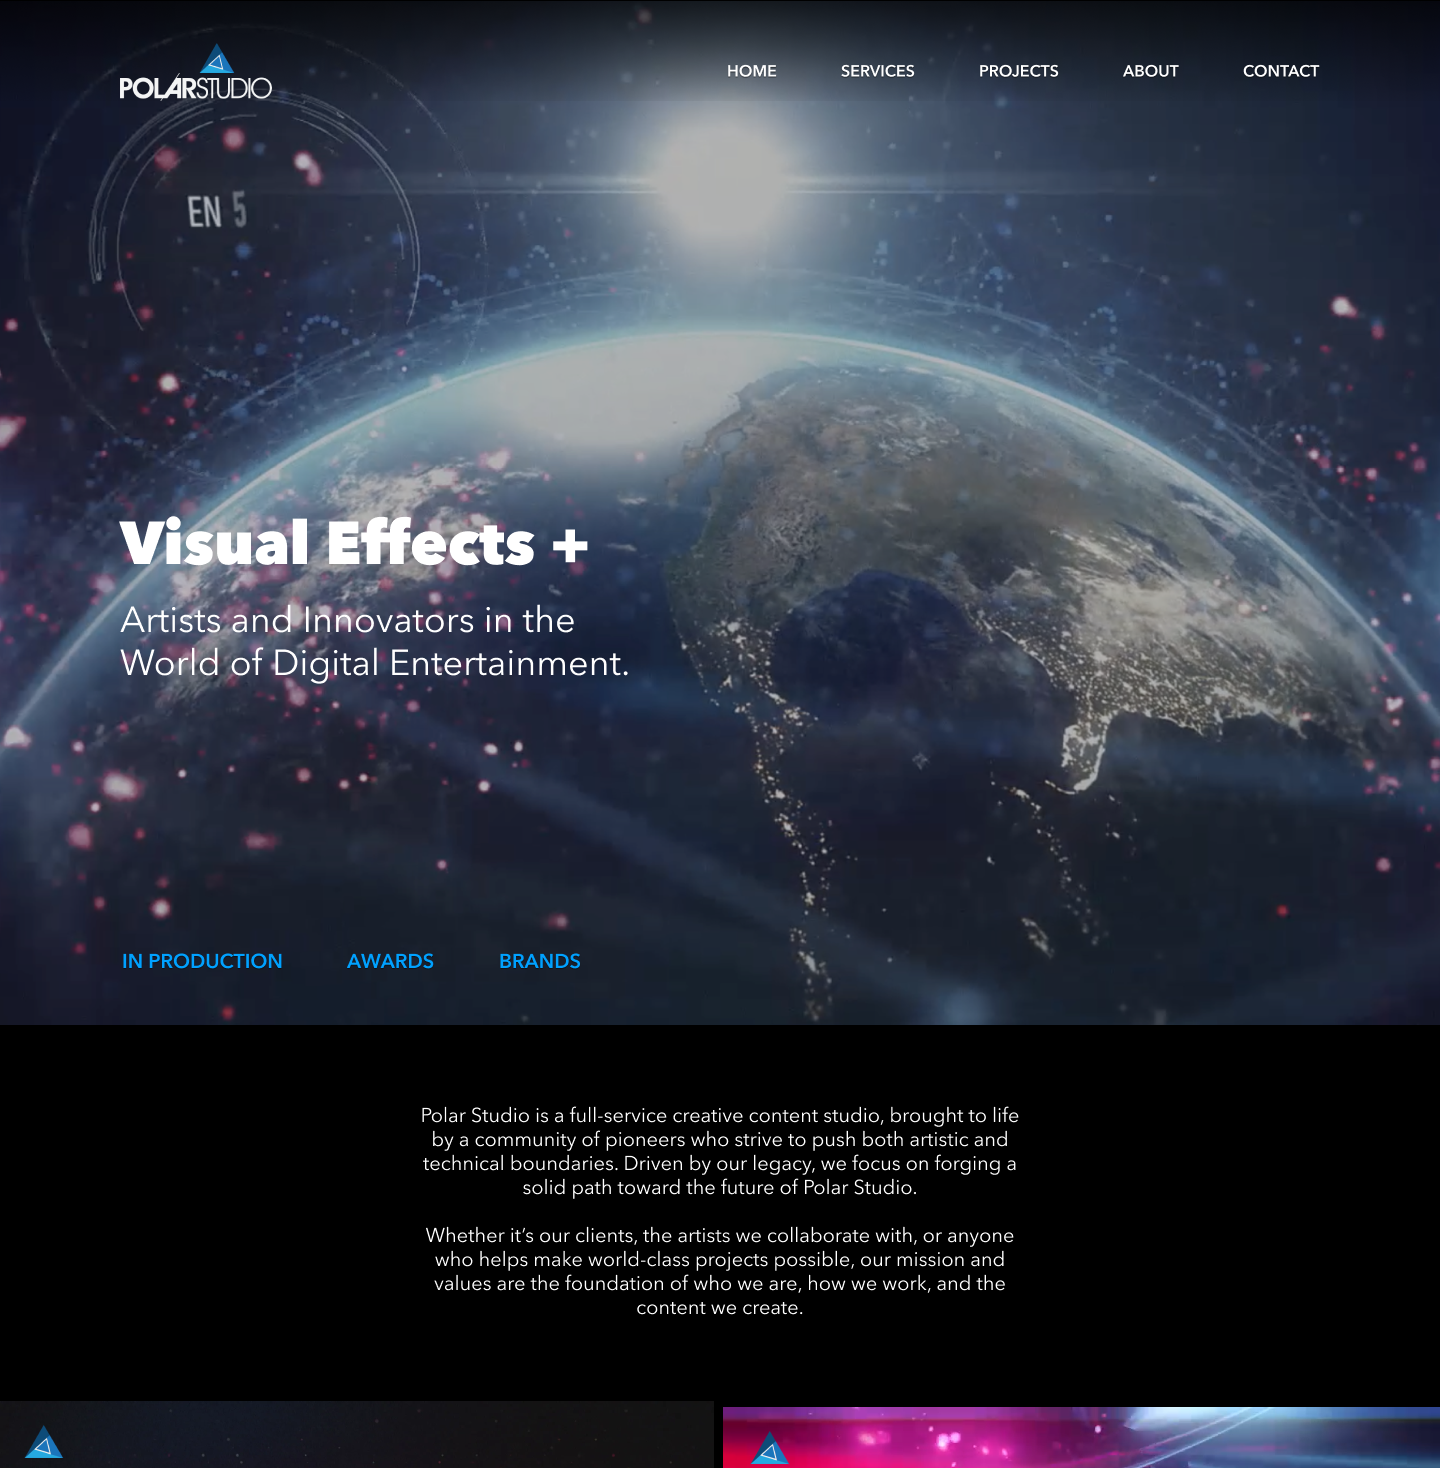 POLARSTUDIO
HOME SERVICES PROJECTS ABOUT CONTACT
EN 5
Visual Effects +
Artists and Innovators in the
World of Digital Entertainment.
IN PRODUCTION AWARDS BRANDS
Polar Studio is a full-service creative content studio, brought to life
by a community of pioneers who strive to push both artistic and
technical boundaries. Driven by our legacy, we focus on forging a
solid path toward the future of Polar Studio.
Whether it’s our clients, the artists we collaborate with, or anyone
who helps make world-class projects possible, our mission and
values are the foundation of who we are, how we work, and the
content we create.